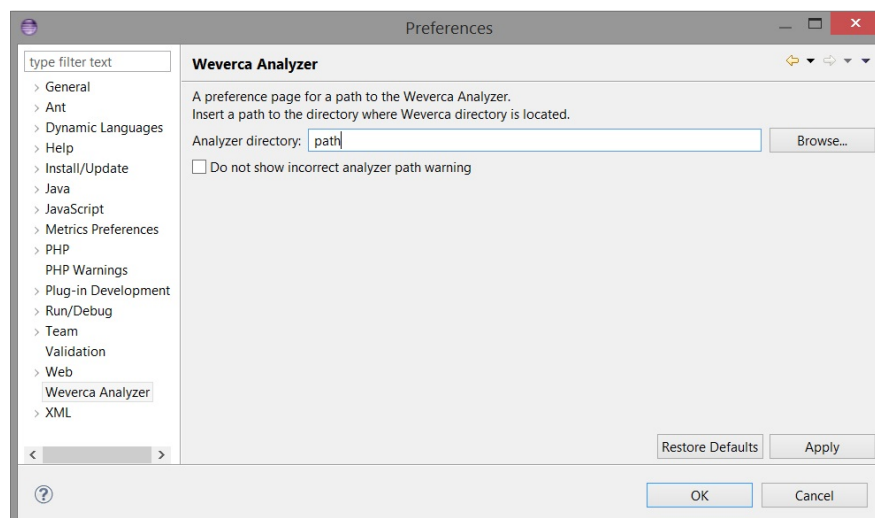 Preferences
type filter text
General
Ant
Dynamic Languages
Help
Install/Update
Java
JavaScript
Metrics Preferences
PHP
PHP Warnings
Plug-in Development
Run/Debug
Team
Validation
Web
Weverca Analyzer
XML
Weverca Analyzer
A preference page for a path to the Weverca Analyzer.
Insert a path to the directory where Weverca directory is located.
Analyzer directory: path Browse...
Do not show incorrect analyzer path warning
Restore Defaults Apply
OK Cancel